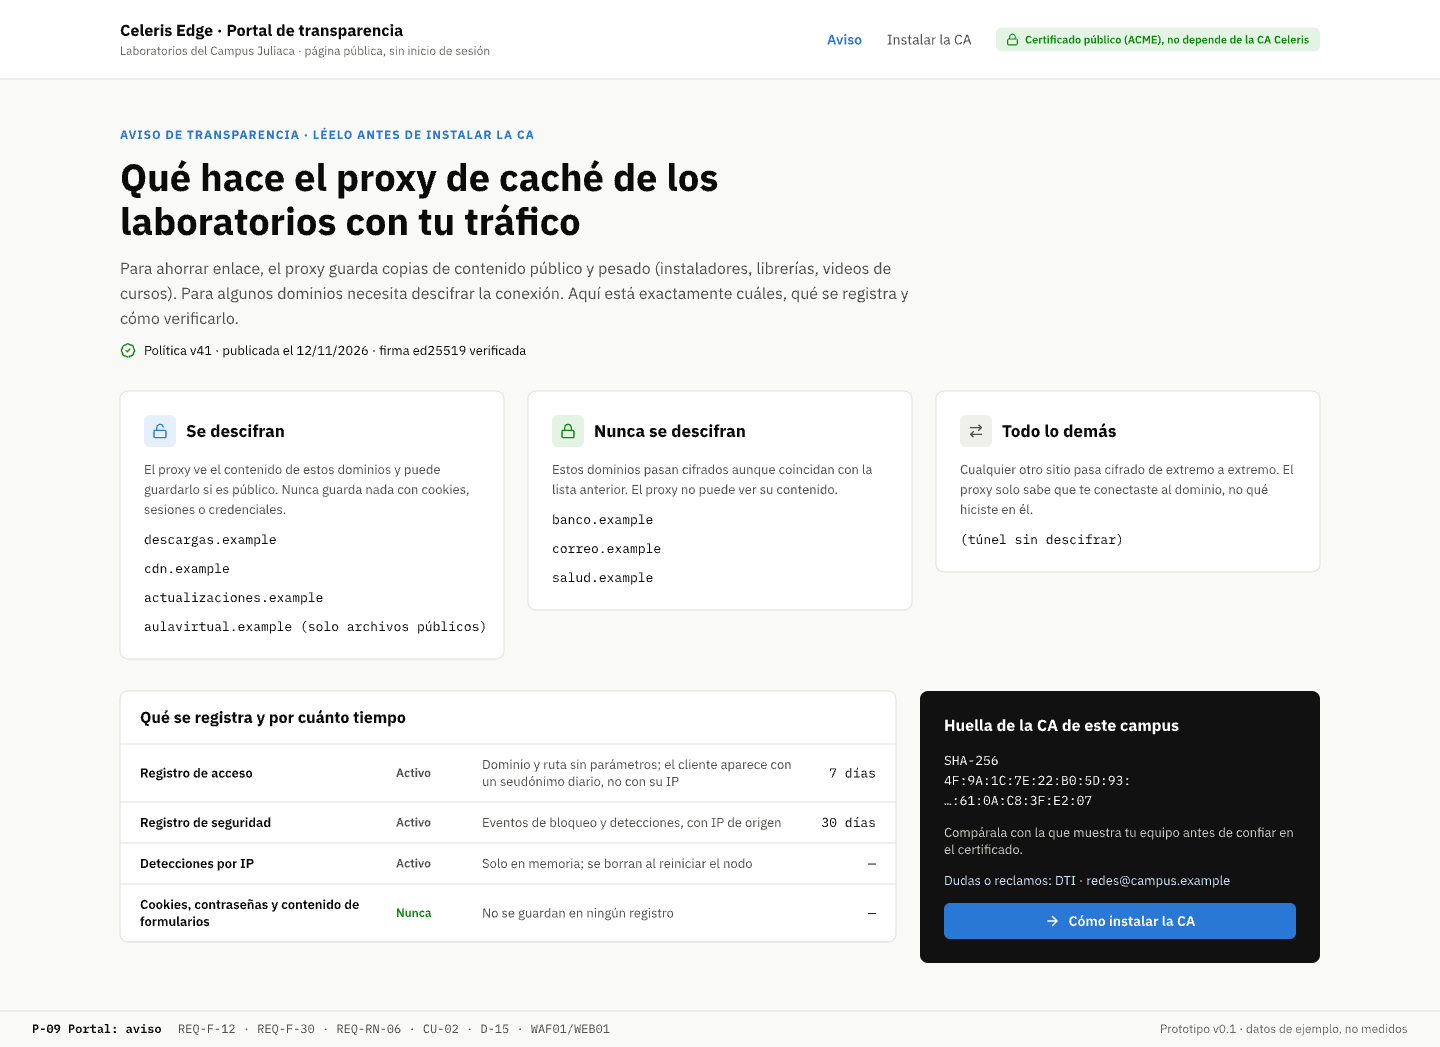 Celeris Edge · Portal de transparencia
Laboratorios del Campus Juliaca · página pública, sin inicio de sesión
Aviso
Instalar la CA
Certificado público (ACME), no depende de la CA Celeris
AVISO DE TRANSPARENCIA · LÉELO ANTES DE INSTALAR LA CA
Qué hace el proxy de caché de los
laboratorios con tu tráfico
Para ahorrar enlace, el proxy guarda copias de contenido público y pesado (instaladores, librerías, videos de
cursos). Para algunos dominios necesita descifrar la conexión. Aquí está exactamente cuáles, qué se registra y
cómo verificarlo.
Política v41 · publicada el 12/11/2026 · firma ed25519 verificada
Se descifran
El proxy ve el contenido de estos dominios y puede
guardarlo si es público. Nunca guarda nada con cookies,
sesiones o credenciales.
descargas.example
cdn.example
actualizaciones.example
aulavirtual.example (solo archivos públicos)
Nunca se descifran
Estos dominios pasan cifrados aunque coincidan con la
lista anterior. El proxy no puede ver su contenido.
banco.example
correo.example
salud.example
Todo lo demás
Cualquier otro sitio pasa cifrado de extremo a extremo. El
proxy solo sabe que te conectaste al dominio, no qué
hiciste en él.
(túnel sin descifrar)
Qué se registra y por cuánto tiempo
Registro de acceso
Activo
Dominio y ruta sin parámetros; el cliente aparece con
un seudónimo diario, no con su IP
7 días
Registro de seguridad
Activo
Eventos de bloqueo y detecciones, con IP de origen
30 días
Detecciones por IP
Activo
Solo en memoria; se borran al reiniciar el nodo
—
Cookies, contraseñas y contenido de
formularios
Nunca
No se guardan en ningún registro
—
Huella de la CA de este campus
SHA-256
4F:9A:1C:7E:22:B0:5D:93:
…:61:0A:C8:3F:E2:07
Compárala con la que muestra tu equipo antes de confiar en
el certificado.
Dudas o reclamos: DTI · redes@campus.example
Cómo instalar la CA
P-09 Portal: aviso
REQ-F-12 · REQ-F-30 · REQ-RN-06 · CU-02 · D-15 · WAF01/WEB01
Prototipo v0.1 · datos de ejemplo, no medidos